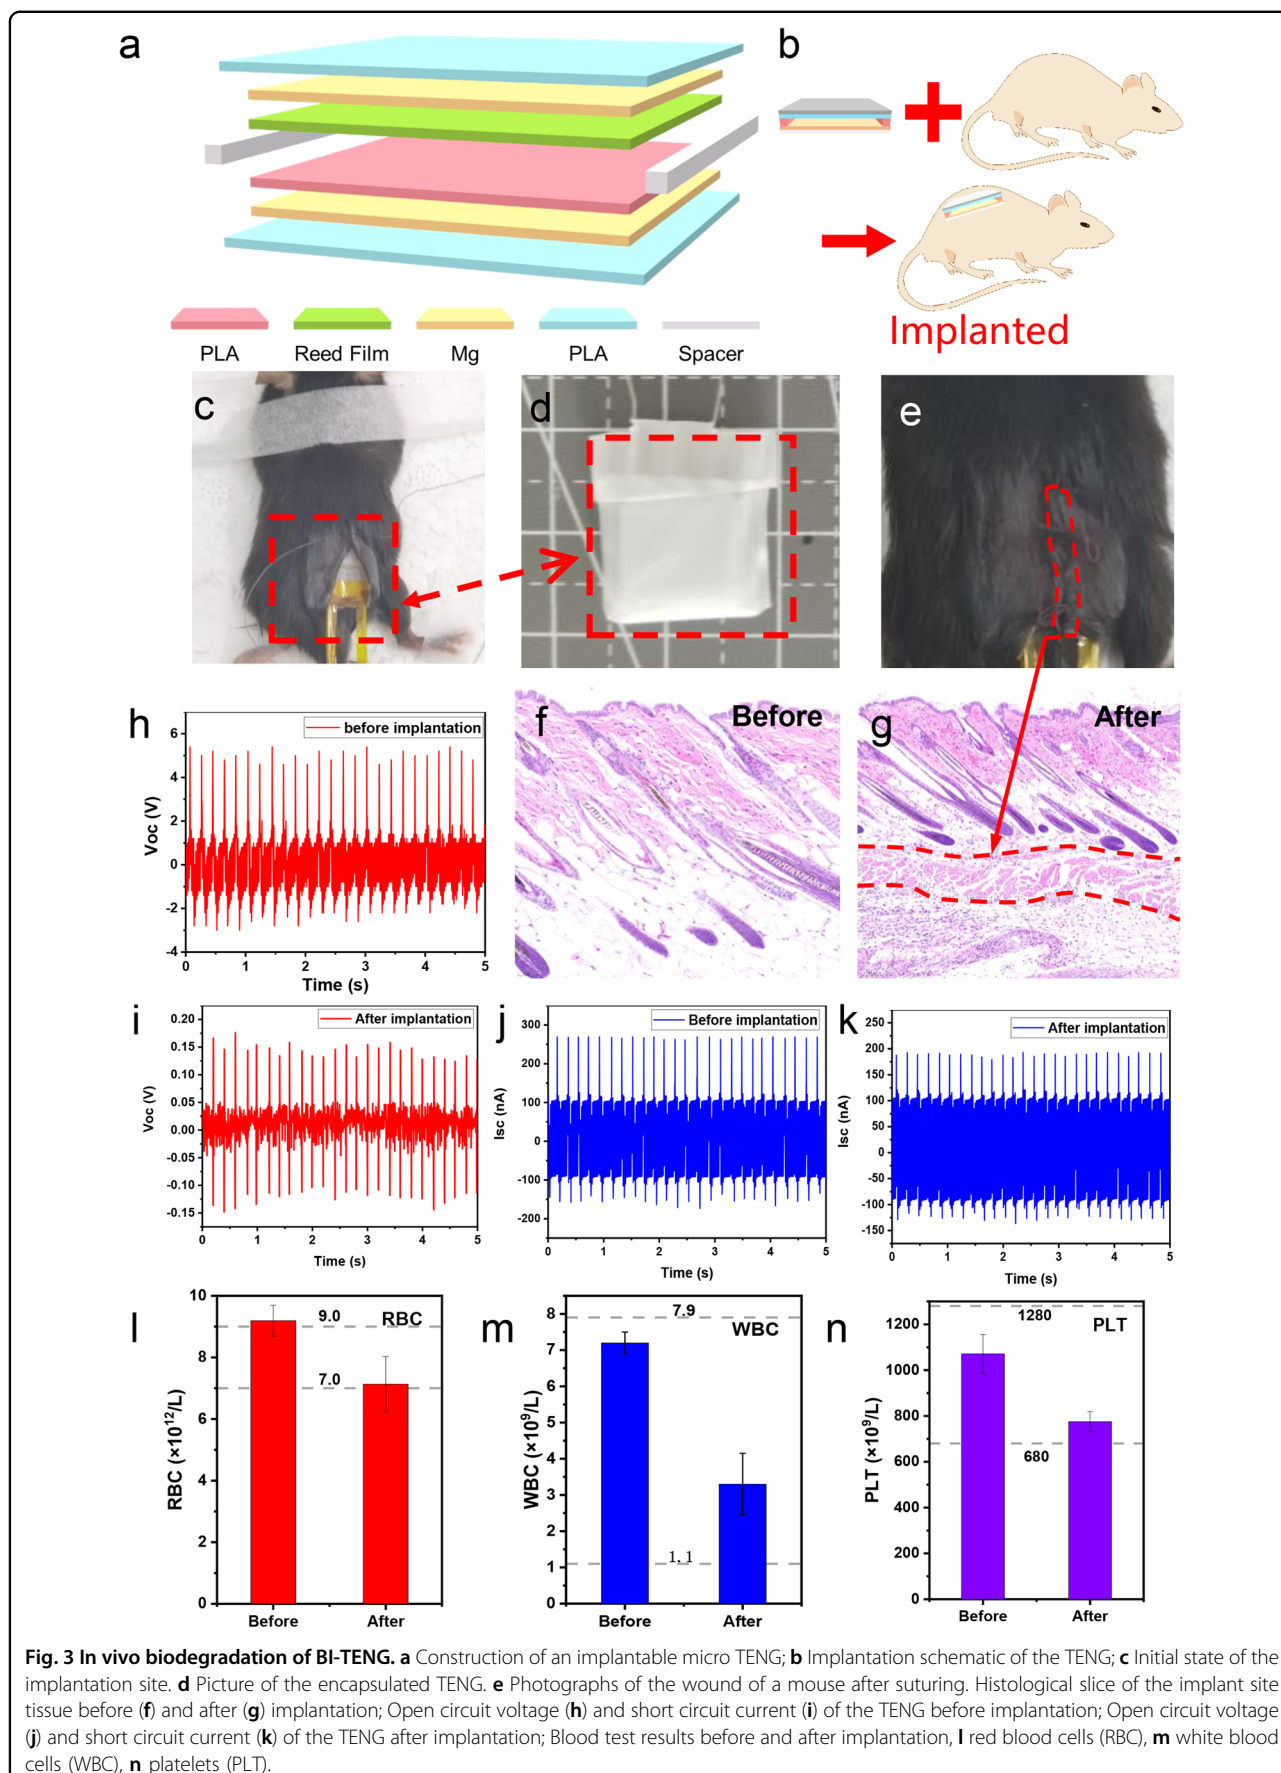 a
b
PLA
Reed Film
Mg
PLA
Spacer
Implanted
c
d
e
f
Before
g
After
h
before implantation
Voc (V)
6
4
2
0
-2
-4
0
1
2
3
4
5
Time (s)
i
After implantation
Voc (V)
0.20
0.15
0.10
0.05
0.00
-0.05
-0.10
-0.15
0
1
2
3
4
5
Time (s)
j
Before implantation
Isc (nA)
300
200
100
0
-100
-200
0
1
2
3
4
5
Time (s)
k
After implantation
Isc (nA)
250
200
150
100
50
0
-50
-100
-150
0
1
2
3
4
5
Time (s)
l
RBC
9.0
7.0
RBC (×10¹²/L)
10
8
6
4
2
0
Before
After
m
WBC
7.9
1.1
WBC (×10⁹/L)
8
7
6
5
4
3
2
1
0
Before
After
n
PLT
1280
680
PLT (×10⁹/L)
1200
1000
800
600
400
200
0
Before
After
Fig. 3 In vivo biodegradation of BI-TENG. a Construction of an implantable micro TENG; b Implantation schematic of the TENG; c Initial state of the
implantation site. d Picture of the encapsulated TENG. e Photographs of the wound of a mouse after suturing. Histological slice of the implant site
tissue before (f) and after (g) implantation; Open circuit voltage (h) and short circuit current (i) of the TENG before implantation; Open circuit voltage
(j) and short circuit current (k) of the TENG after implantation; Blood test results before and after implantation, l red blood cells (RBC), m white blood
cells (WBC), n platelets (PLT).